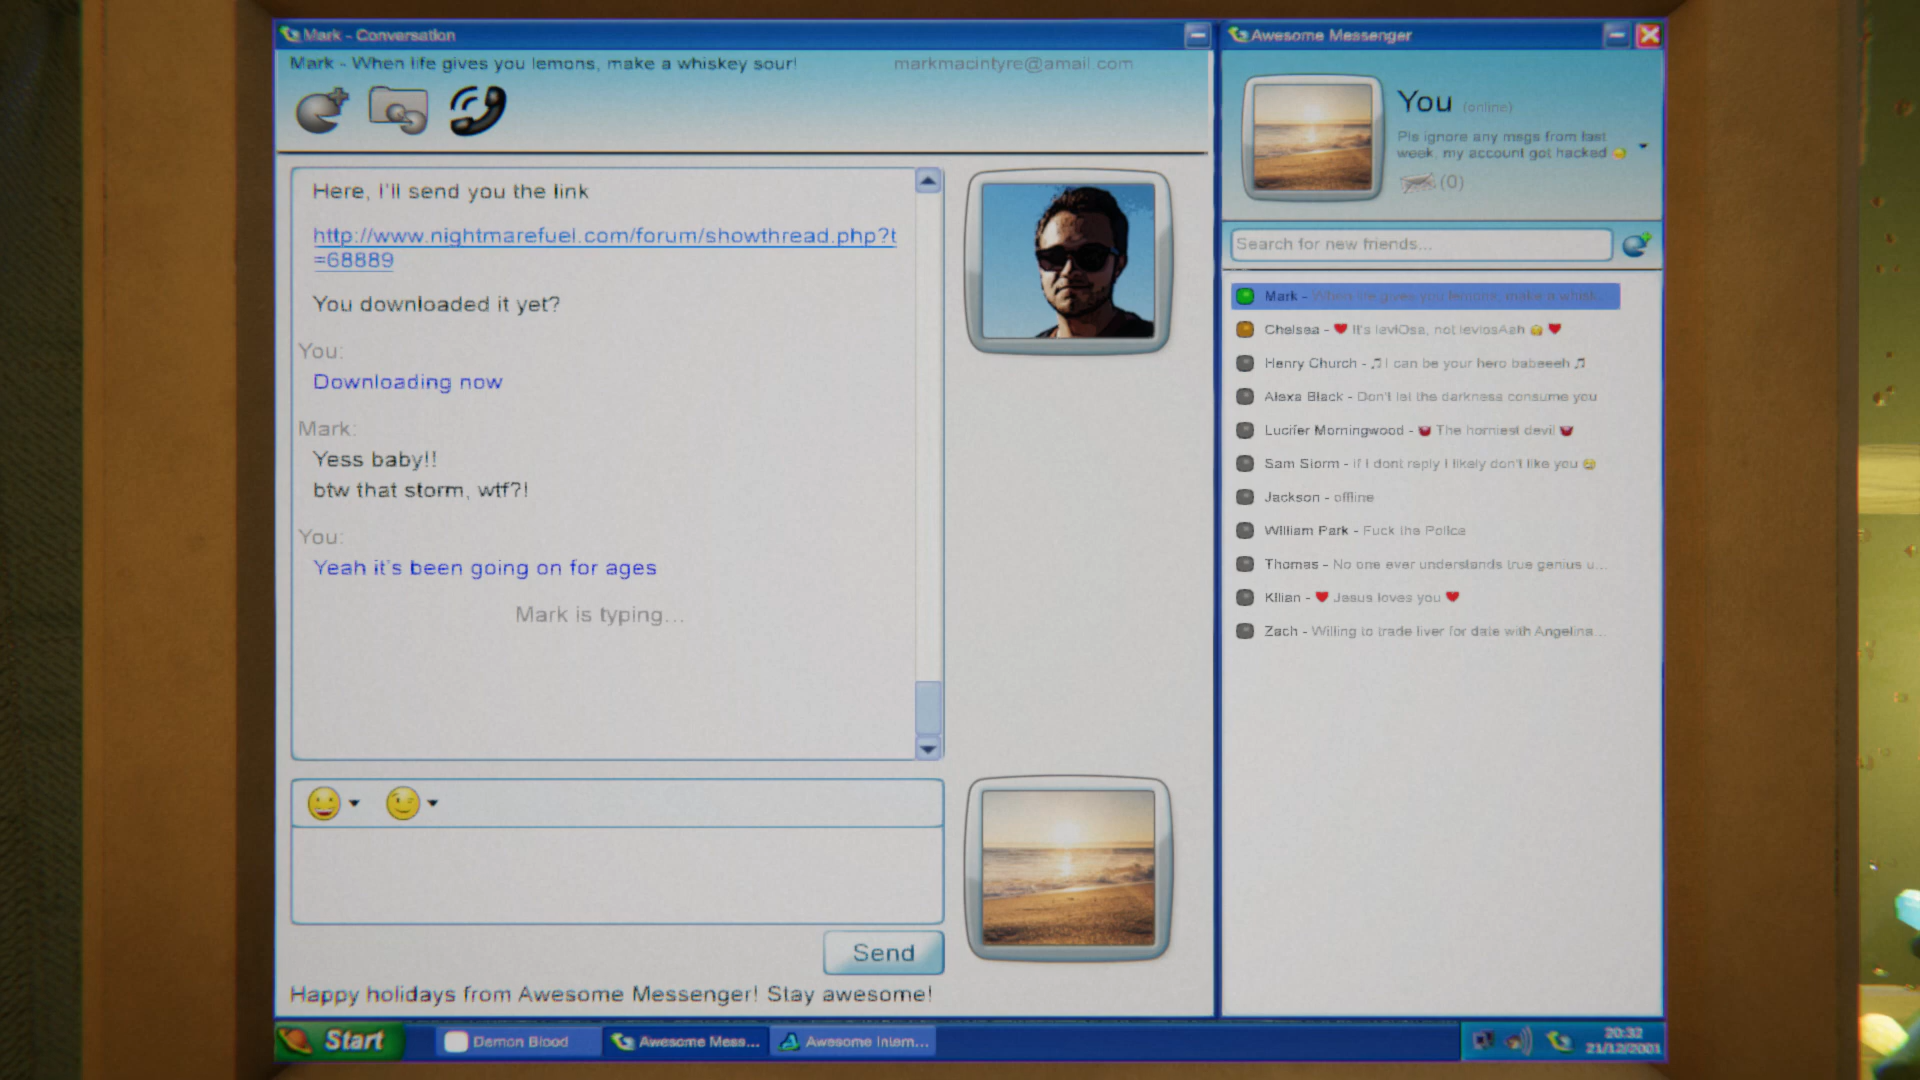 Mark - Conversation
Mark - When life gives you lemons, make a whiskey sour!
markmacintyre@amail.com
Here, I'll send you the link
http://www.nightmarefuel.com/forum/showthread.php?t
=68889
You downloaded it yet?
You:
Downloading now
Mark:
Yess baby!!
btw that storm, wtf?!
You:
Yeah it's been going on for ages
Mark is typing...
Send
Happy holidays from Awesome Messenger! Stay awesome!
Awesome Messenger
You (online)
Pls ignore any msgs from last
week, my account got hacked
(0)
Search for new friends...
Mark - When life gives you lemons, make a whisk...
Chelsea - It's leviOsa, not leviosAah
Henry Church - ♫ I can be your hero babeeeh ♫
Alexa Black - Don't let the darkness consume you
Lucifer Morningwood - The horniest devil
Sam Storm - if I dont reply I likely don't like you
Jackson - offline
William Park - Fuck the Police
Thomas - No one ever understands true genius u...
Kilian - Jesus loves you
Zach - Willing to trade liver for date with Angelina...
Start
Demon Blood
Awesome Mess...
Awesome Intern...
20:32
21/12/2001